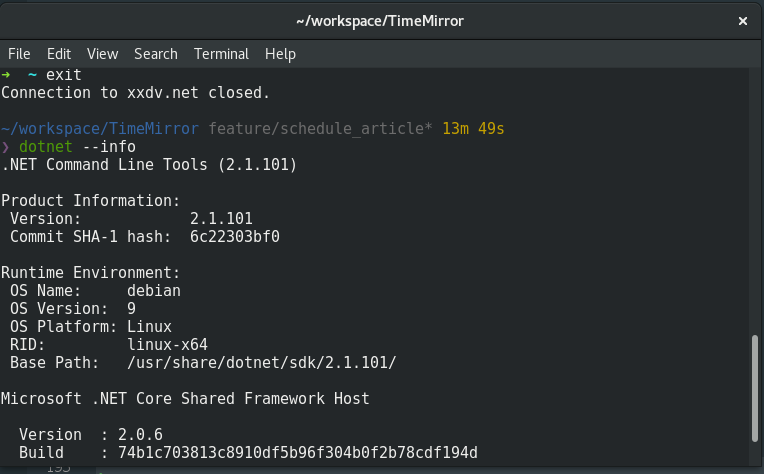 ~/workspace/TimeMirror
×
File Edit View Search Terminal Help
➜ ~ exit
Connection to xxdv.net closed.
~/workspace/TimeMirror feature/schedule_article* 13m 49s
❯ dotnet --info
.NET Command Line Tools (2.1.101)
Product Information:
Version: 2.1.101
Commit SHA-1 hash: 6c22303bf0
Runtime Environment:
OS Name: debian
OS Version: 9
OS Platform: Linux
RID: linux-x64
Base Path: /usr/share/dotnet/sdk/2.1.101/
Microsoft .NET Core Shared Framework Host
Version : 2.0.6
Build : 74b1c703813c8910df5b96f304b0f2b78cdf194d
195